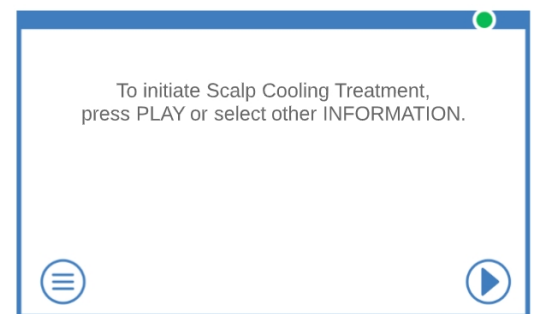 To initiate Scalp Cooling Treatment,
press PLAY or select other INFORMATION.